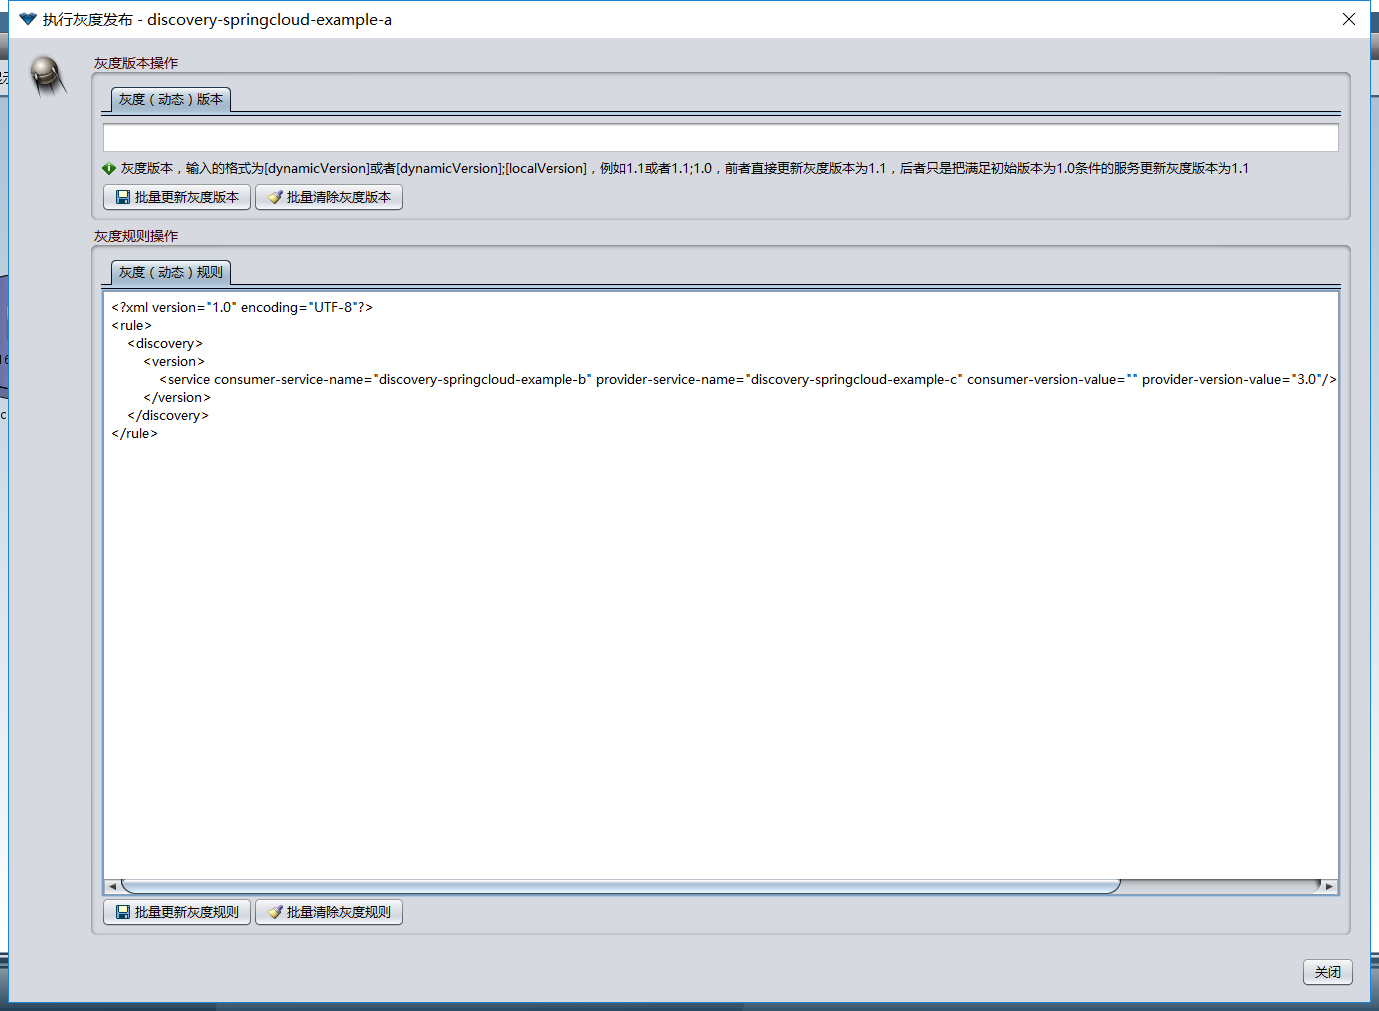 执行灰度发布 - discovery-springcloud-example-a
灰度版本操作
灰度（动态）版本
灰度版本，输入的格式为[dynamicVersion]或者[dynamicVersion];[localVersion]，例如1.1或者1.1;1.0，前者直接更新灰度版本为1.1，后者只是把满足初始版本为1.0条件的服务更新灰度版本为1.1
批量更新灰度版本 批量清除灰度版本
灰度规则操作
灰度（动态）规则
<?xml version="1.0" encoding="UTF-8"?>
<rule>
    <discovery>
        <version>
            <service consumer-service-name="discovery-springcloud-example-b" provider-service-name="discovery-springcloud-example-c" consumer-version-value="" provider-version-value="3.0"/>
        </version>
    </discovery>
</rule>
批量更新灰度规则 批量清除灰度规则
关闭